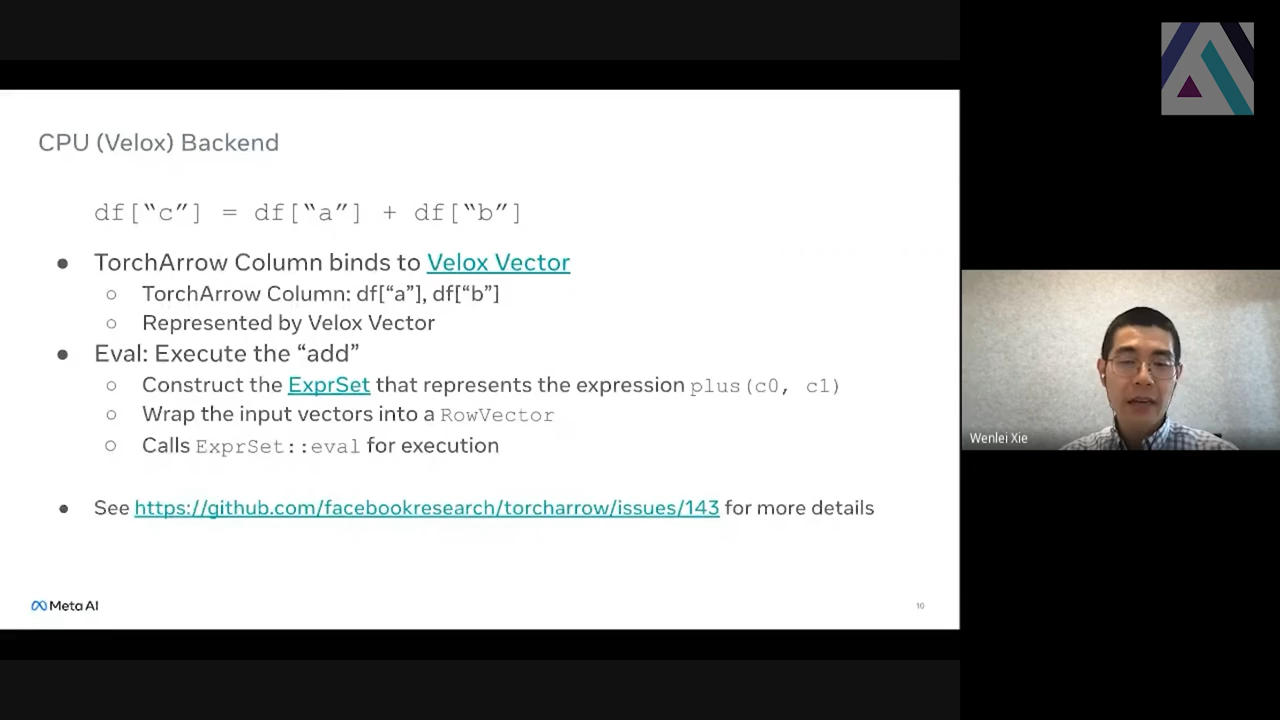 CPU (Velox) Backend
df[“c”] = df[“a”] + df[“b”]
● TorchArrow Column binds to Velox Vector
○ TorchArrow Column: df[“a”], df[“b”]
○ Represented by Velox Vector
● Eval: Execute the “add”
○ Construct the ExprSet that represents the expression plus(c0, c1)
○ Wrap the input vectors into a RowVector
○ Calls ExprSet::eval for execution
● See https://github.com/facebookresearch/torcharrow/issues/143 for more details
Meta AI
10
Wenlei Xie